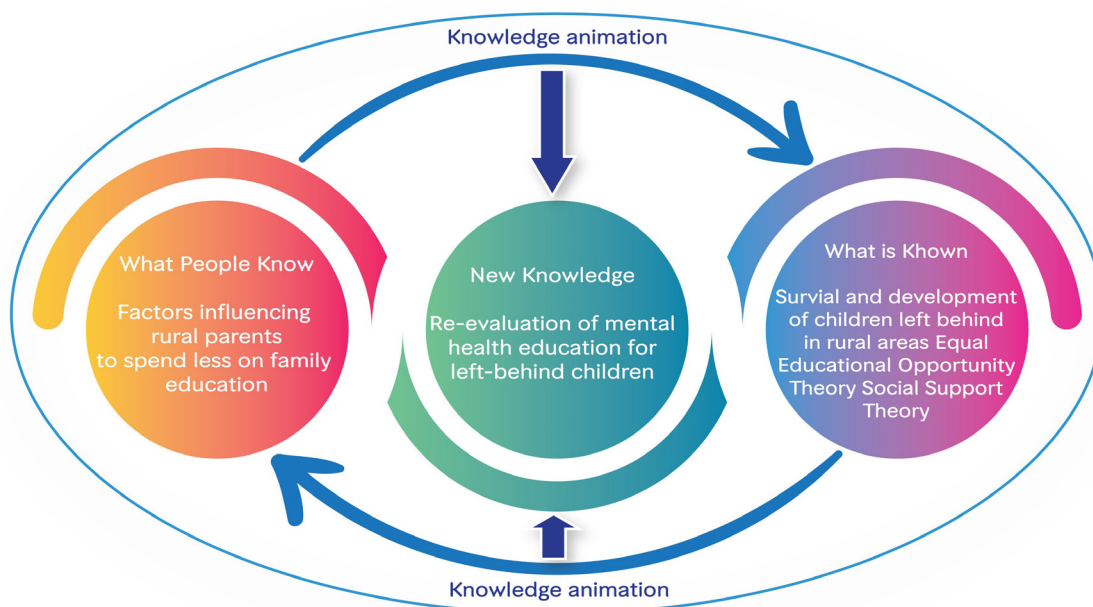 Knowledge animation
What People Know
Factors influencing
rural parents
to spend less on family
education
New Knowledge
Re-evaluation of mental
health education for
left-behind children
What is Khown
Survial and development
of children left behind
in rural areas Equal
Educational Opportunity
Theory Social Support
Theory
Knowledge animation